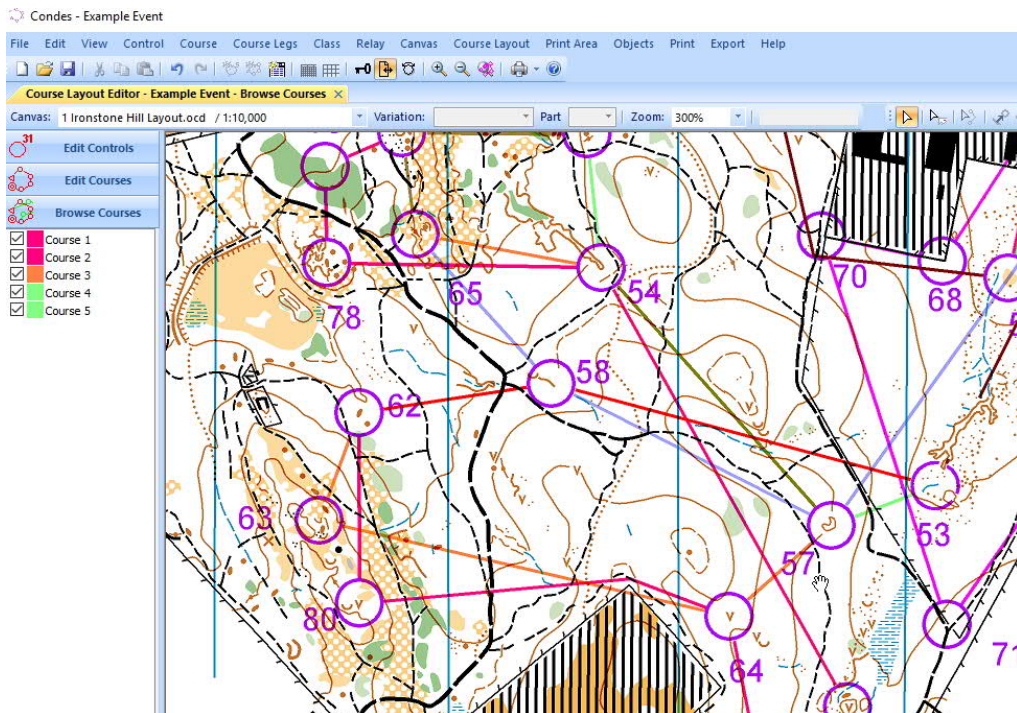 Condes - Example Event
File Edit View Control Course Course Legs Class Relay Canvas Course Layout Print Area Objects Print Export Help
Course Layout Editor - Example Event - Browse Courses ×
Canvas: 1 Ironstone Hill Layout.ocd / 1:10,000 Variation: Part Zoom: 300%
31
Edit Controls
Edit Courses
Browse Courses
Course 1
Course 2
Course 3
Course 4
Course 5
70
65
54
68
78
58
62
63
53
57
80
64
71